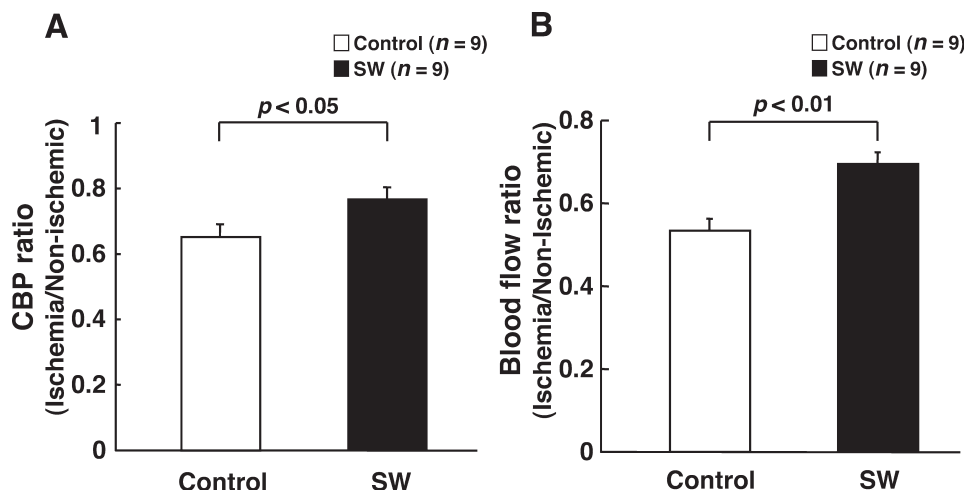 A
Control (n = 9)
SW (n = 9)
p < 0.05
CBP ratio
(Ischemia/Non-ischemic)
1
0.8
0.6
0.4
0.2
0
Control
SW
B
Control (n = 9)
SW (n = 9)
p < 0.01
Blood flow ratio
(Ischemia/Non-Ischemic)
0.8
0.6
0.4
0.2
0
Control
SW